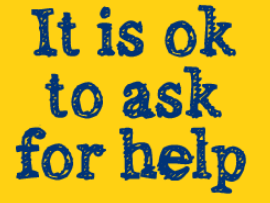 It is ok
to ask
for help